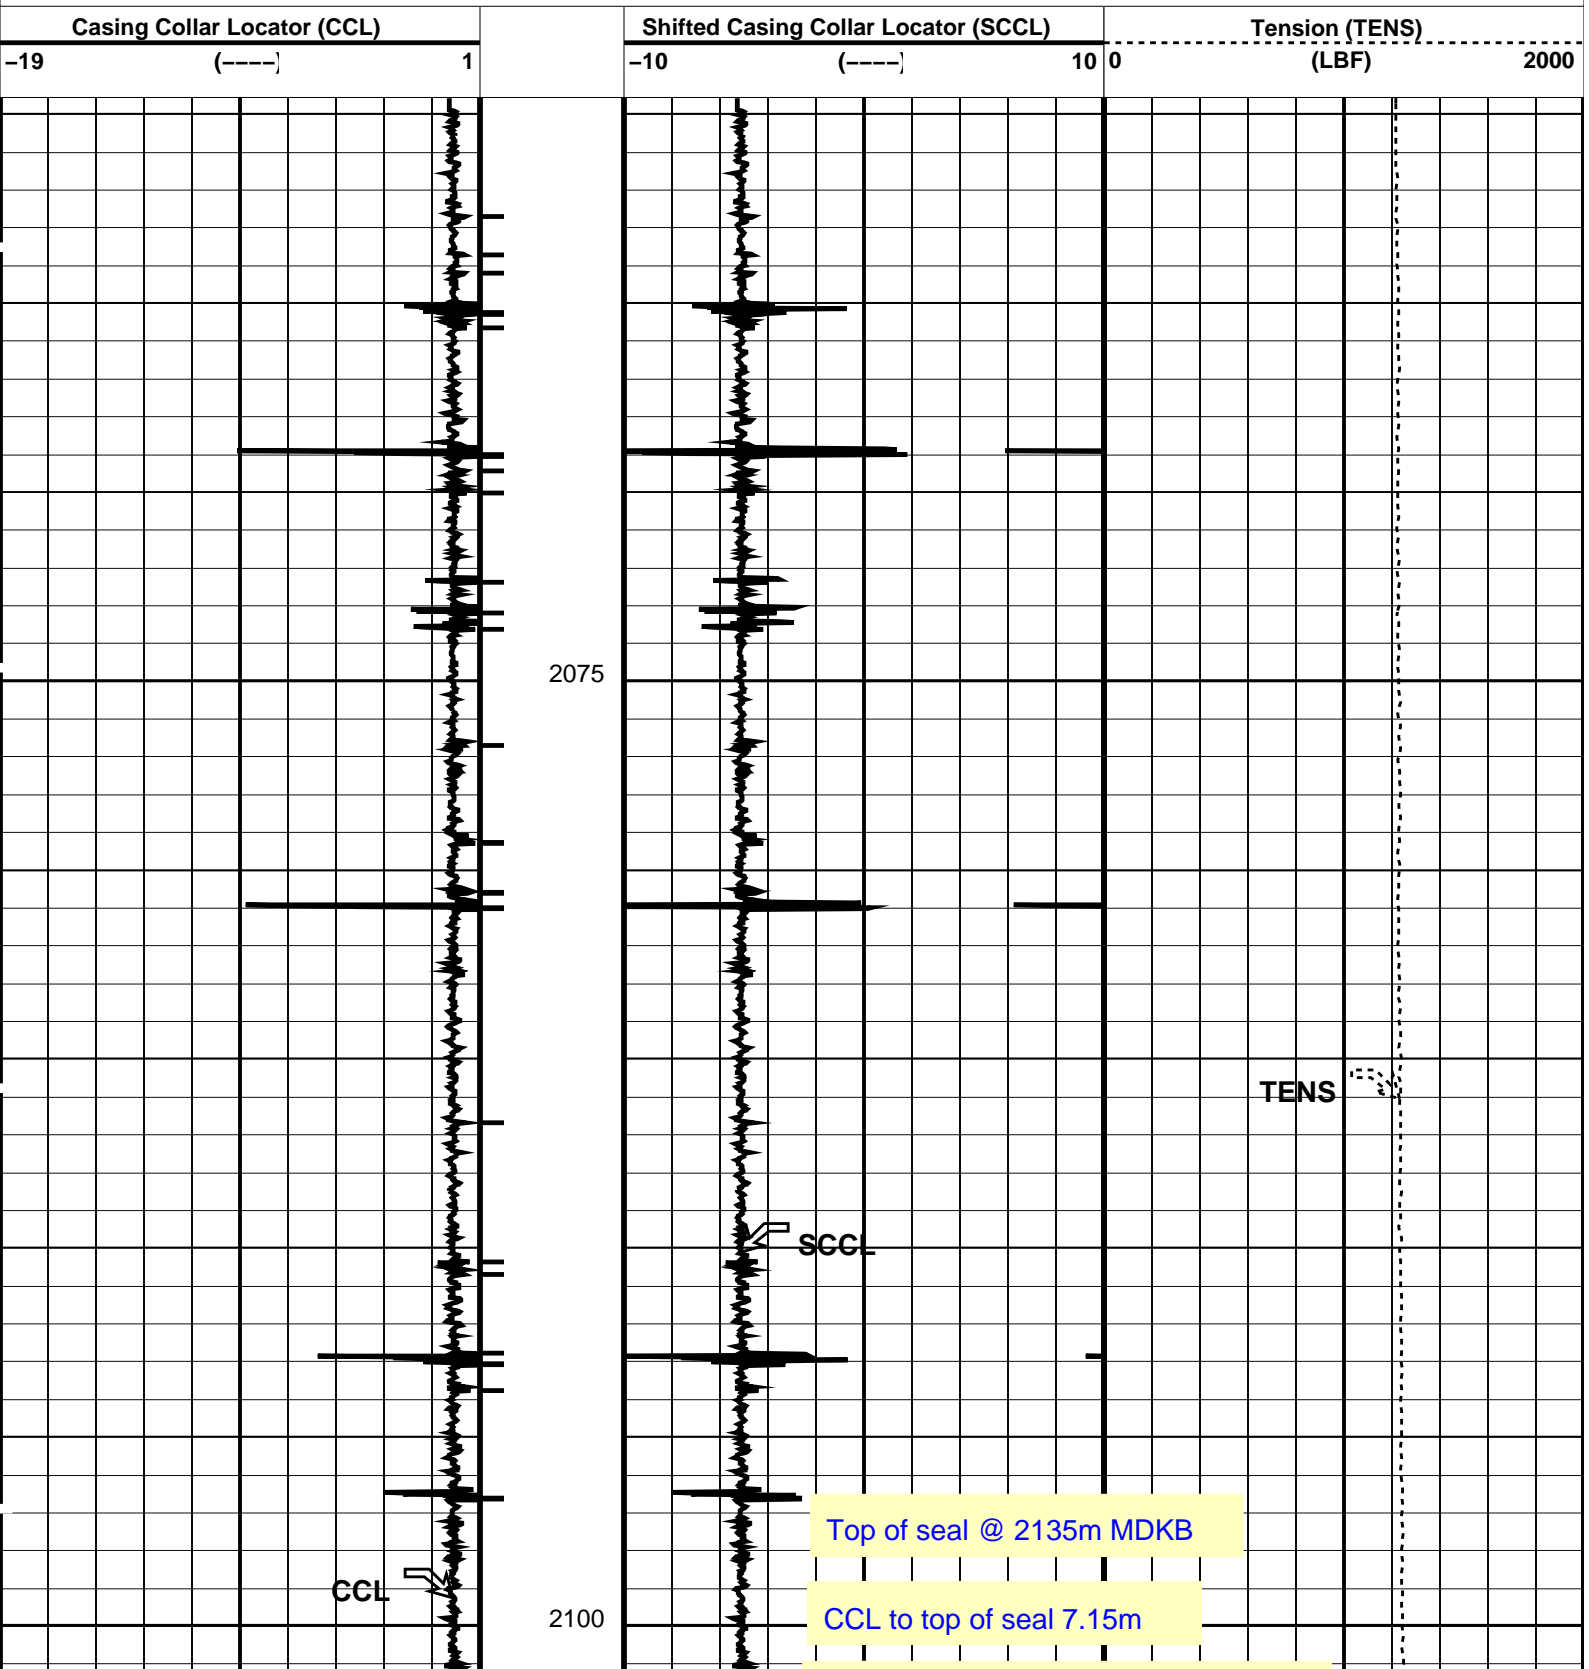 Casing Collar Locator (CCL)
−19 (−−−−) 1
Shifted Casing Collar Locator (SCCL)
−10 (−−−−) 10
Tension (TENS)
0 (LBF) 2000
2075
TENS
SCCL
Top of seal @ 2135m MDKB
CCL
2100
CCL to top of seal 7.15m